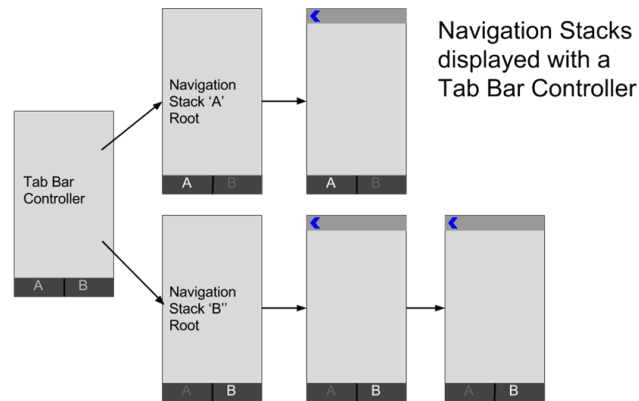 Navigation Stacks
displayed with a
Tab Bar Controller
Tab Bar
Controller
A B
Navigation
Stack ‘A’
Root
A B
A B
Navigation
Stack ‘B’’
Root
A B
A B
A B